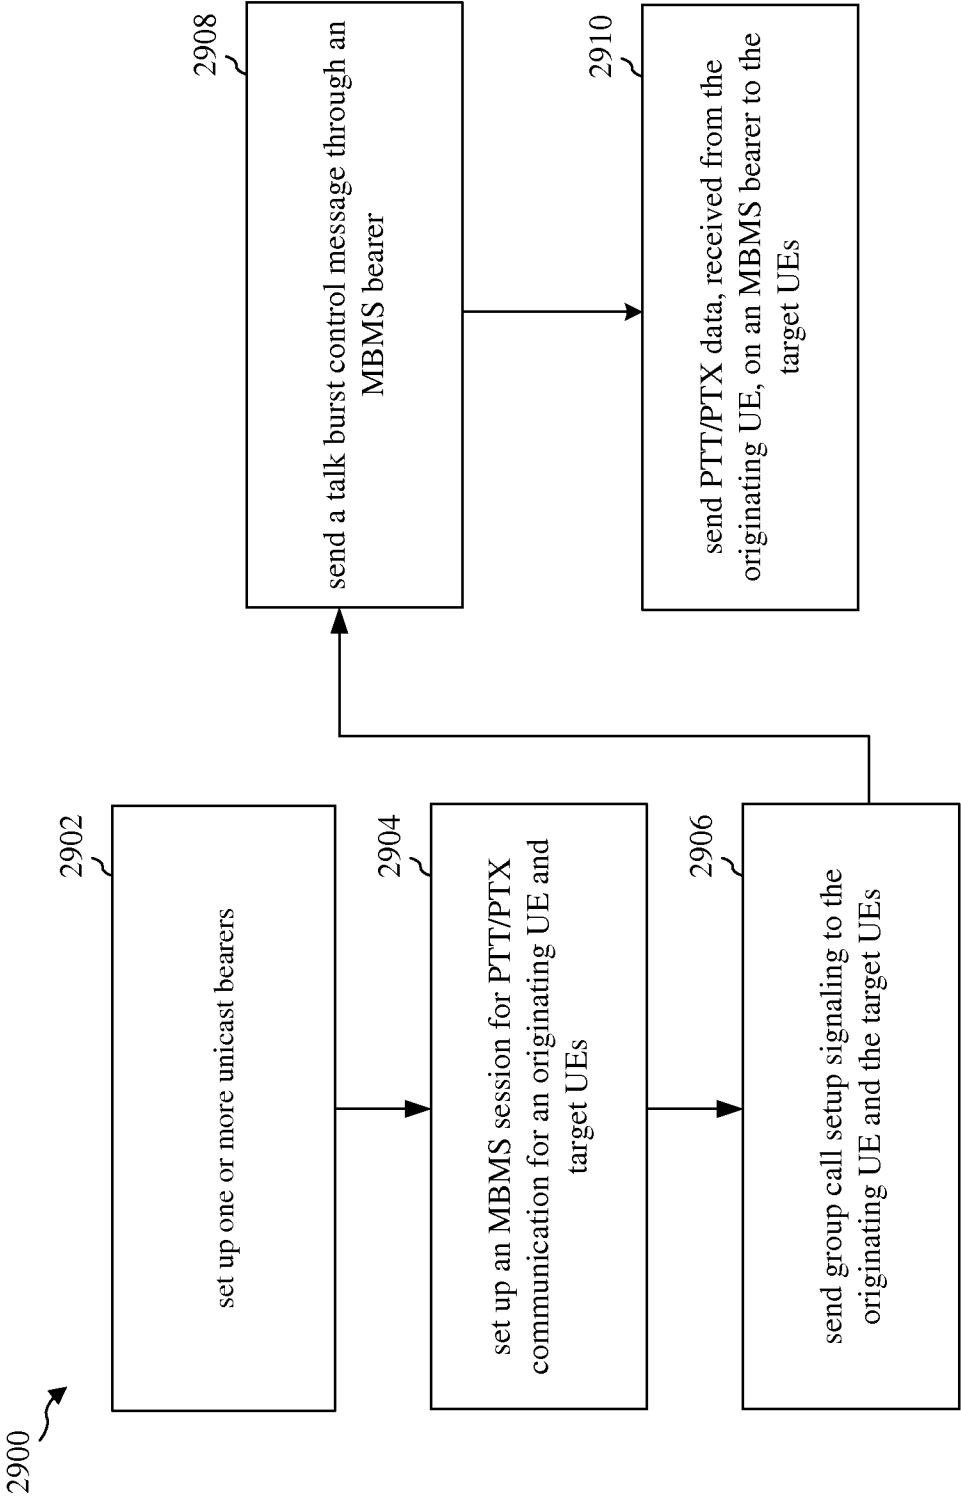 2900
2902
set up one or more unicast bearers
2904
set up an MBMS session for PTT/PTX
communication for an originating UE and
target UEs
2906
send group call setup signaling to the
originating UE and the target UEs
2908
send a talk burst control message through an
MBMS bearer
2910
send PTT/PTX data, received from the
originating UE, on an MBMS bearer to the
target UEs